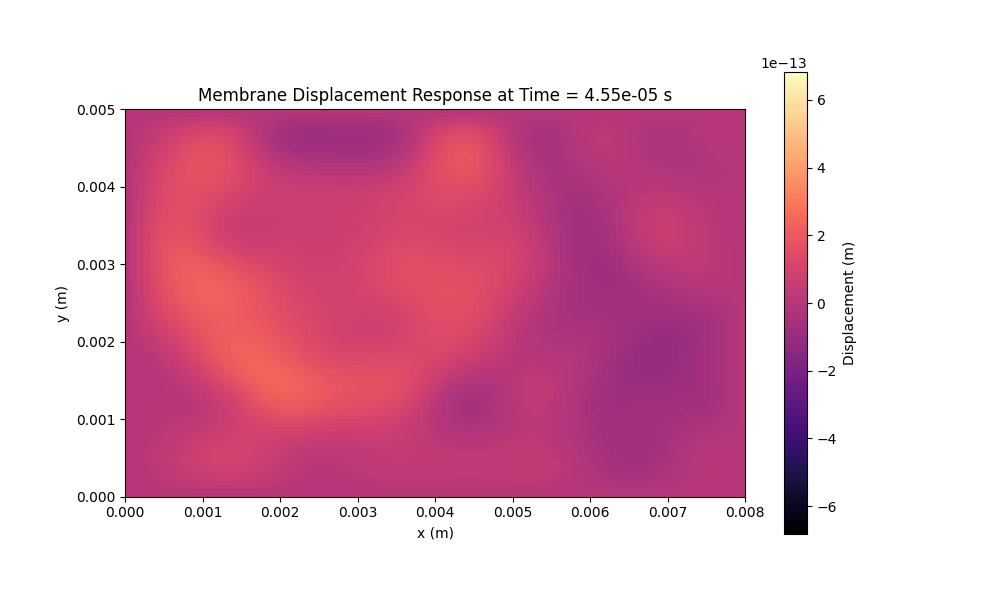 1e−13
Membrane Displacement Response at Time = 4.55e-05 s
0.005
0.004
0.003
0.002
0.001
0.000
y (m)
0.000 0.001 0.002 0.003 0.004 0.005 0.006 0.007 0.008
x (m)
6
4
2
0
−2
−4
−6
Displacement (m)